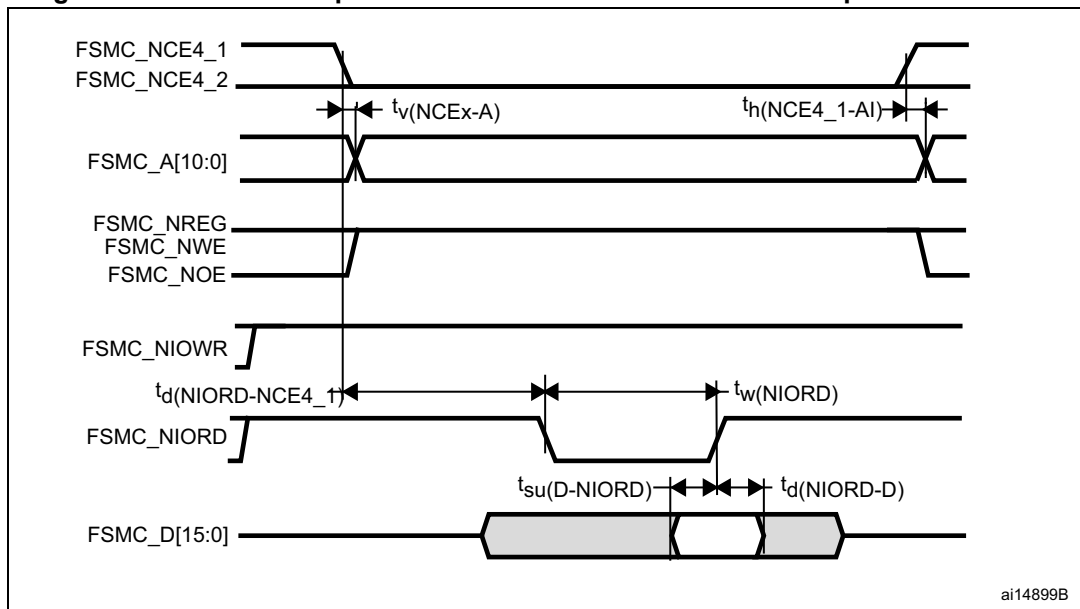 FSMC_NCE4_1
FSMC_NCE4_2
tv(NCEx-A)
th(NCE4_1-AI)
FSMC_A[10:0]
FSMC_NREG
FSMC_NWE
FSMC_NOE
FSMC_NIOWR
td(NIORD-NCE4_1)
tw(NIORD)
FSMC_NIORD
tsu(D-NIORD)
td(NIORD-D)
FSMC_D[15:0]
ai14899B